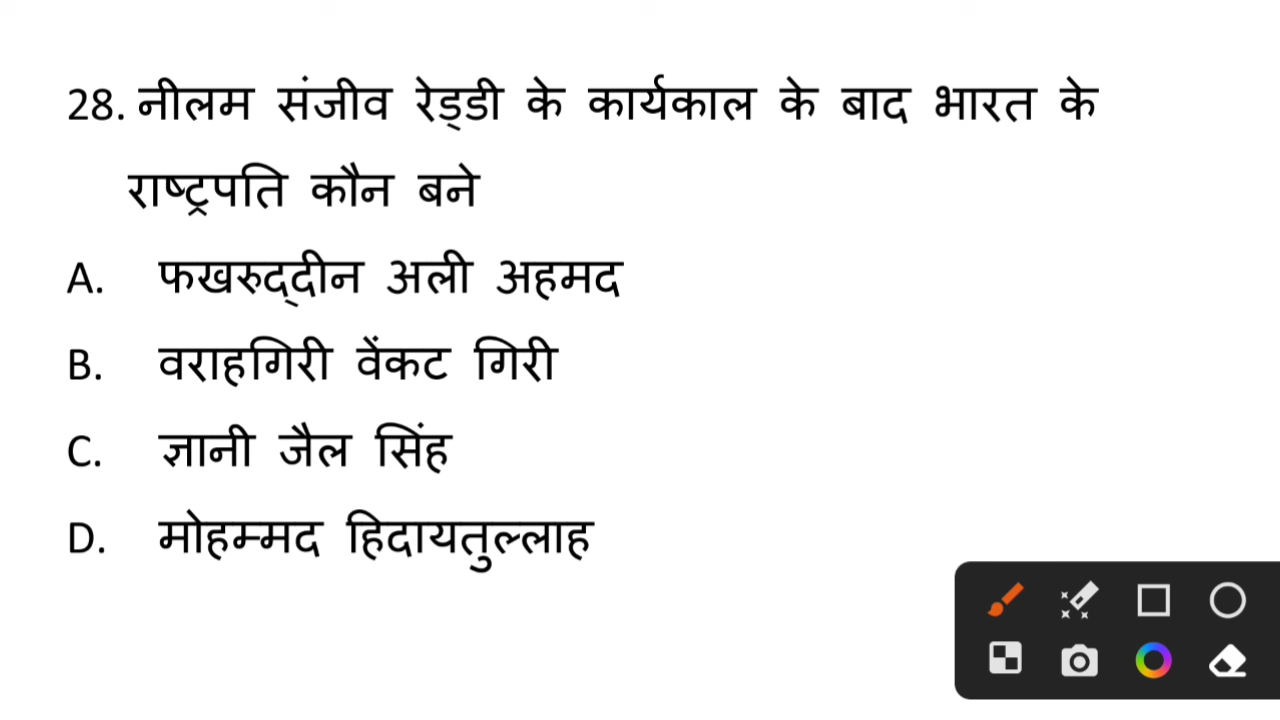 28. नीलम संजीव रेड्डी के कार्यकाल के बाद भारत के
राष्ट्रपति कौन बने
A. फखरुद्दीन अली अहमद
B. वराहगिरी वेंकट गिरी
C. ज्ञानी जैल सिंह
D. मोहम्मद हिदायतुल्लाह